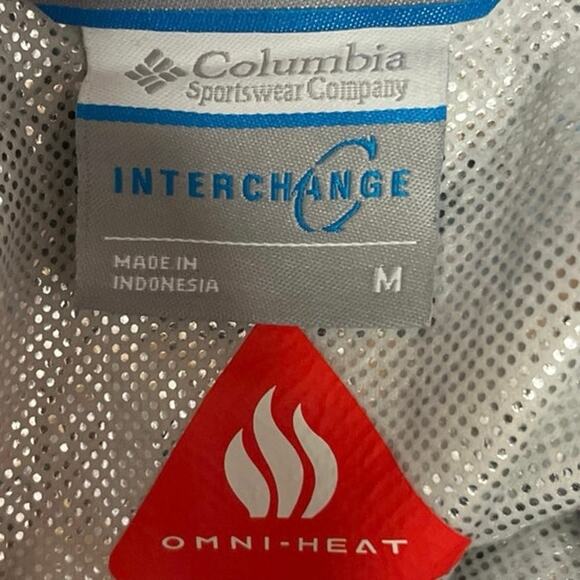 Columbia
Sportswear Company
INTERCHANGE
MADE IN
INDONESIA
M
OMNI-HEAT